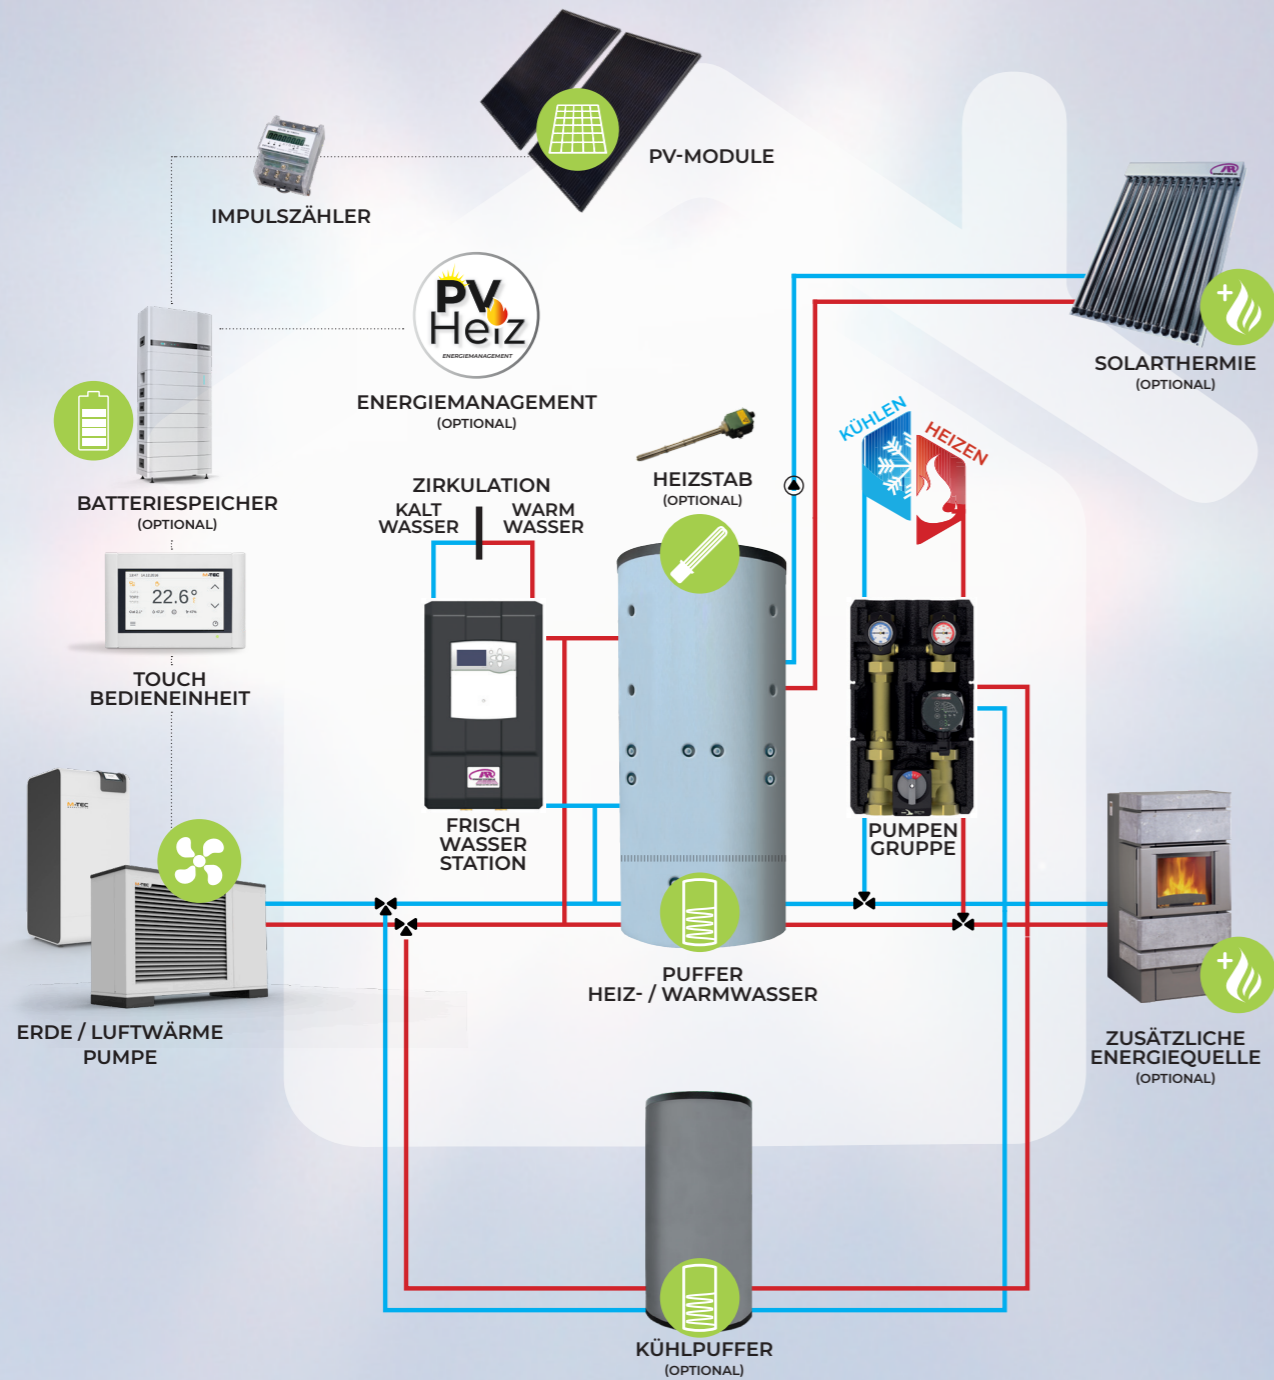 PV-MODULE
IMPULSZÄHLER
PV
Heiz
ENERGIEMANAGEMENT
ENERGIEMANAGEMENT
(OPTIONAL)
SOLARTHERMIE
(OPTIONAL)
BATTERIESPEICHER
(OPTIONAL)
HEIZSTAB
(OPTIONAL)
KÜHLEN
HEIZEN
ZIRKULATION
KALT
WASSER
WARM
WASSER
22.6°
TOUCH
BEDIENEINHEIT
FRISCH
WASSER
STATION
PUMPEN
GRUPPE
M-TEC
PUFFER
HEIZ- / WARMWASSER
ERDE / LUFTWÄRME
PUMPE
ZUSÄTZLICHE
ENERGIEQUELLE
(OPTIONAL)
KÜHLPUFFER
(OPTIONAL)